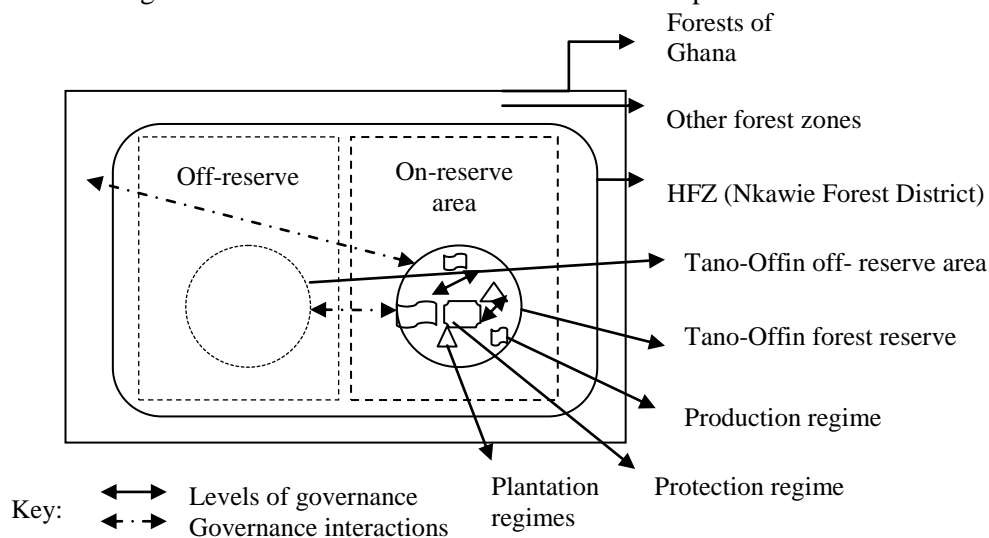 Forests of
Ghana
Other forest zones
Off-reserve
On-reserve
area
HFZ (Nkawie Forest District)
Tano-Offin off- reserve area
Tano-Offin forest reserve
Production regime
Plantation
regimes
Protection regime
Key:
Levels of governance
Governance interactions